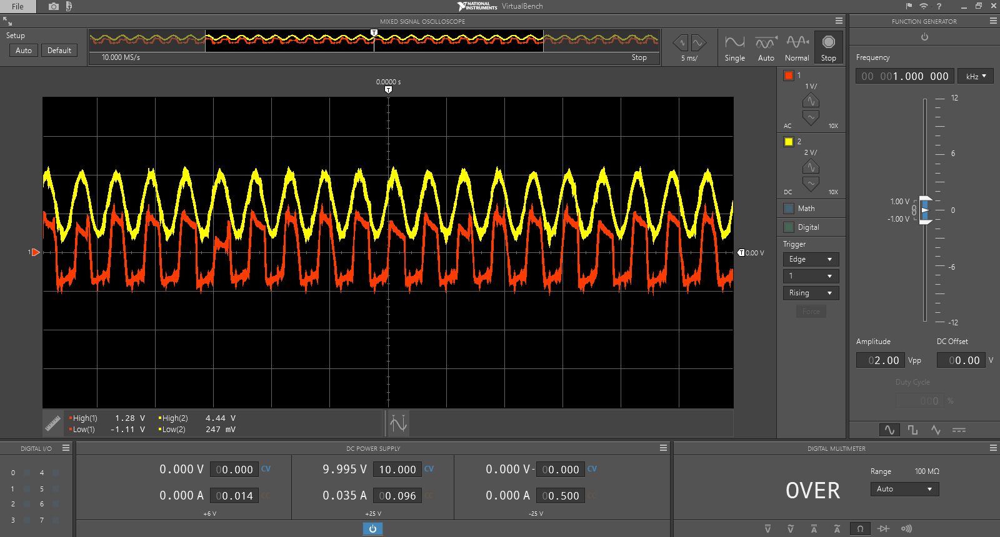 File
NATIONAL INSTRUMENTS VirtualBench
?
MIXED SIGNAL OSCILLOSCOPE
FUNCTION GENERATOR
Setup
Auto Default
T
10.000 MS/s Stop
5 ms/
Single Auto Normal Stop
0.0000 s
T
1
1 V/
AC 10X
2
2 V/
DC 10X
Math
Digital
Trigger
Edge
1
Rising
Force
1
T 0.00 V
High(1) 1.28 V High(2) 4.44 V
Low(1) -1.11 V Low(2) 247 mV
Frequency
00 001.000 000 kHz
12
6
1.00 V
0
-1.00 V
-6
-12
Amplitude DC Offset
02.00 Vpp 00.00 V
Duty Cycle
000 %
DIGITAL I/O
0 4
1 5
2 6
3 7
DC POWER SUPPLY
0.000 V 00.000 CV
0.000 A 00.014 CC
+6 V
9.995 V 10.000 CV
0.035 A 00.096 CC
+25 V
0.000 V - 00.000 CV
0.000 A 00.500 CC
-25 V
DIGITAL MULTIMETER
OVER
Range 100 MΩ
Auto
V V A A Ω